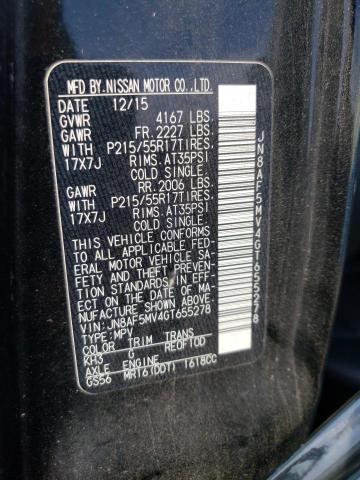 MFD BY.NISSAN MOTOR CO.,LTD.
DATE 12/15
GVWR 4167 LBS.
GAWR FR. 2227 LBS.
WITH P215/55R17TIRES.
17X7J RIMS. AT35PSI
COLD SINGLE.
GAWR RR. 2006 LBS.
WITH P215/55R17TIRES.
17X7J RIMS. AT35PSI
COLD SINGLE.
THIS VEHICLE CONFORMS
TO ALL APPLICABLE FED-
ERAL MOTOR VEHICLE SA-
FETY AND THEFT PREVEN-
TION STANDARDS IN EFF-
ECT ON THE DATE OF MA-
NUFACTURE SHOWN ABOVE.
VIN: JN8AF5MV4GT655278
TYPE: MPV
COLOR TRIM TRANS
KH3 G RE0F10D
AXLE ENGINE
GS56 MR16(DDT) 1618CC
JN8AF5MV4GT655278